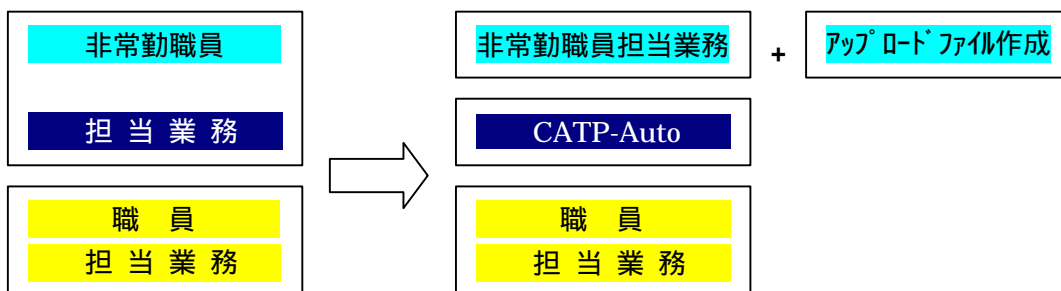 非常勤職員
担 当 業 務
職　員
担 当 業 務
非常勤職員担当業務
+
ｱｯﾌﾟﾛｰﾄﾞﾌｧｲﾙ作成
CATP-Auto
職　員
担 当 業 務